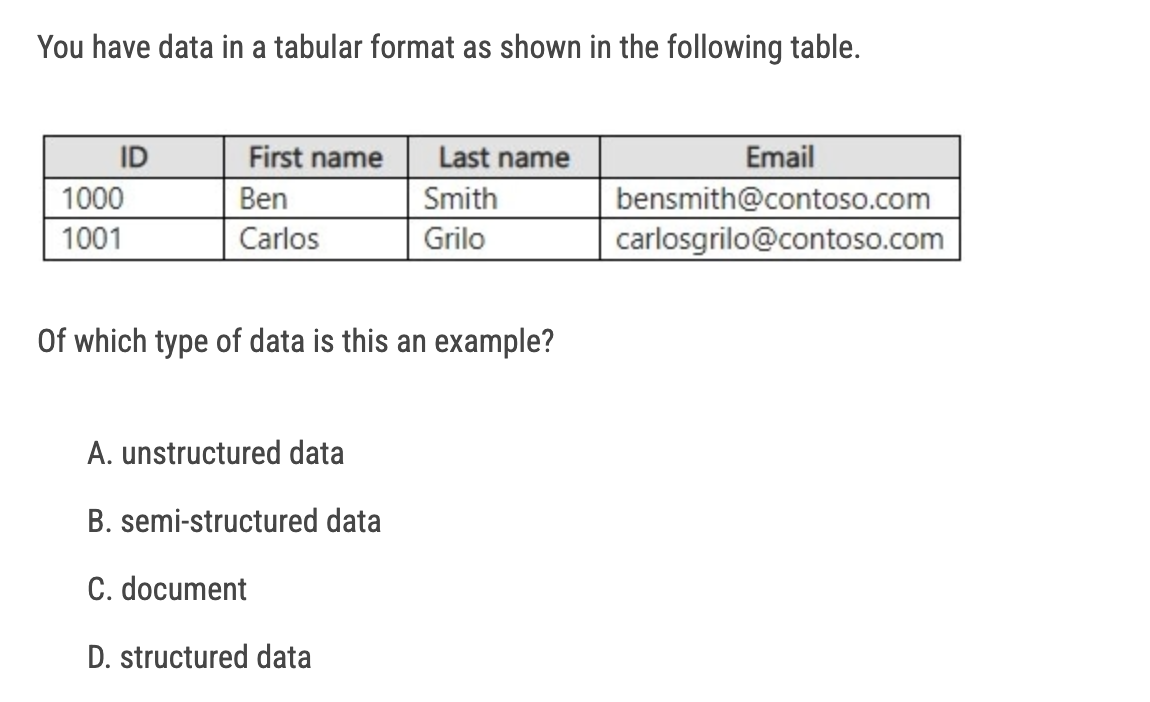 You have data in a tabular format as shown in the following table.
ID First name Last name Email
1000 Ben Smith bensmith@contoso.com
1001 Carlos Grilo carlosgrilo@contoso.com
Of which type of data is this an example?
A. unstructured data
B. semi-structured data
C. document
D. structured data